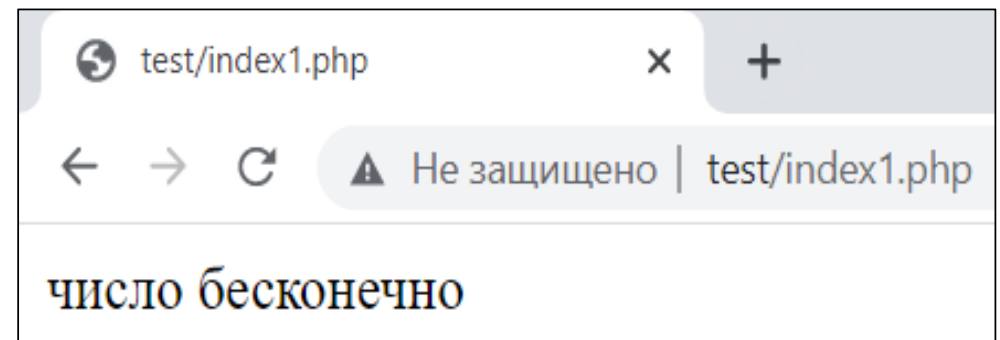 test/index1.php
Не защищено | test/index1.php
число бесконечно